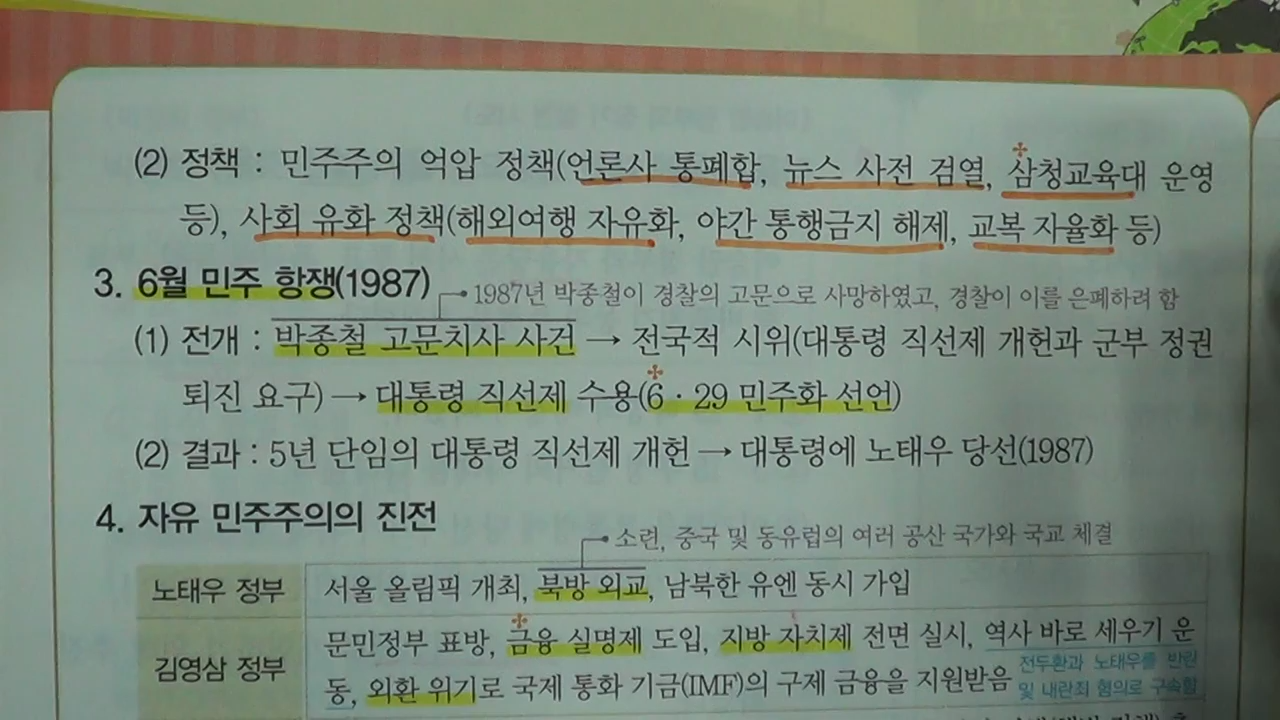 (2) 정책 : 민주주의 억압 정책(언론사 통폐합, 뉴스 사전 검열, 삼청교육대 운영
등), 사회 유화 정책(해외여행 자유화, 야간 통행금지 해제, 교복 자율화 등)
3. 6월 민주 항쟁(1987)
1987년 박종철이 경찰의 고문으로 사망하였고, 경찰이 이를 은폐하려 함
(1) 전개 : 박종철 고문치사 사건 → 전국적 시위(대통령 직선제 개헌과 군부 정권
퇴진 요구) → 대통령 직선제 수용(6·29 민주화 선언)
(2) 결과 : 5년 단임의 대통령 직선제 개헌 → 대통령에 노태우 당선(1987)
4. 자유 민주주의의 진전
소련, 중국 및 동유럽의 여러 공산 국가와 국교 체결
노태우 정부 서울 올림픽 개최, 북방 외교, 남북한 유엔 동시 가입
김영삼 정부
문민정부 표방, 금융 실명제 도입, 지방 자치제 전면 실시, 역사 바로 세우기 운
동, 외환 위기로 국제 통화 기금(IMF)의 구제 금융을 지원받음
전두환과 노태우를 반란
및 내란죄 혐의로 구속함